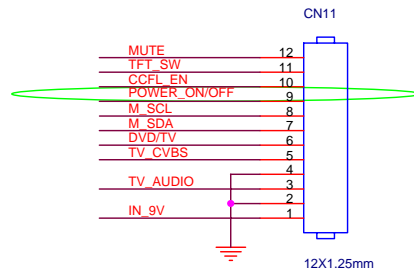 CN11
MUTE 12
TFT_SW 11
CCFL_EN 10
POWER_ON/OFF 9
M_SCL 8
M_SDA 7
DVD/TV 6
TV_CVBS 5
4
TV_AUDIO 3
2
IN_9V 1
12X1.25mm